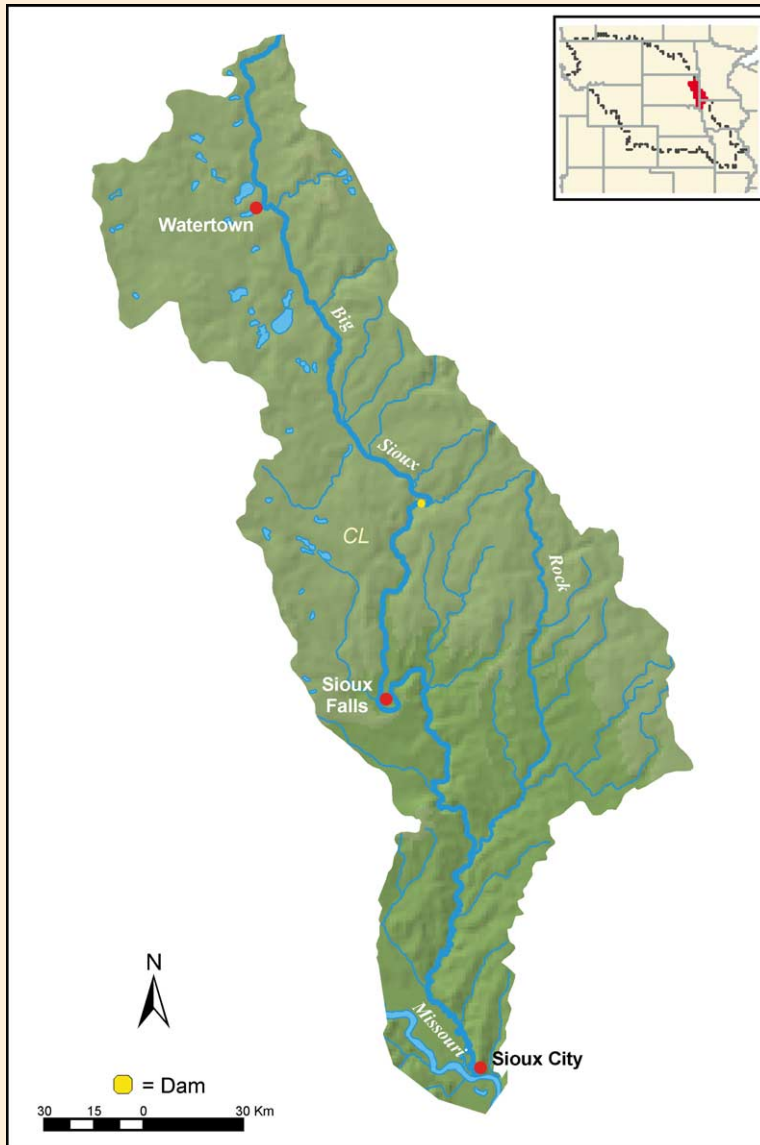 Watertown
Big
Sioux
CL
Rock
Sioux
Falls
Missouri
Sioux City
N
= Dam
30 15 0 30 Km